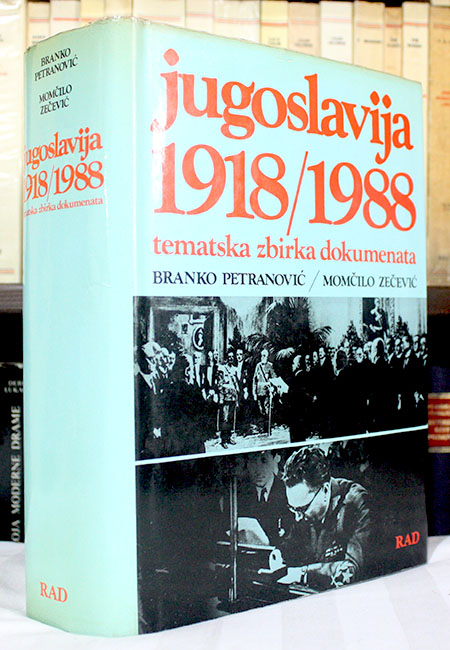 BRANKO
PETRANOVIĆ
MOMČILO
ZEČEVIĆ
jugoslavija
1918/1988
tematska zbirka dokumenata
RAD
jugoslavija
1918/1988
tematska zbirka dokumenata
BRANKO PETRANOVIĆ / MOMČILO ZEČEVIĆ
RAD
MODERNE DRAME